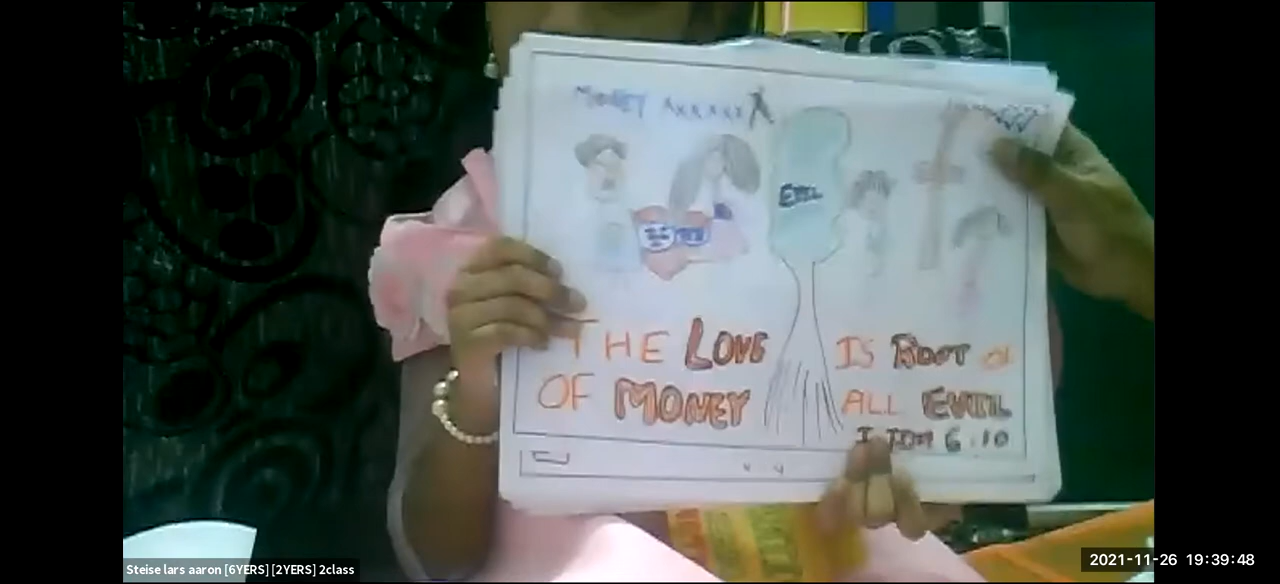 MONEY
EVIL
THE LOVE
OF MONEY
IS ROOT OF
ALL EVIL
I TIM 6:10
Steise lars aaron [6YERS] [2YERS] 2class
2021-11-26 19:39:48